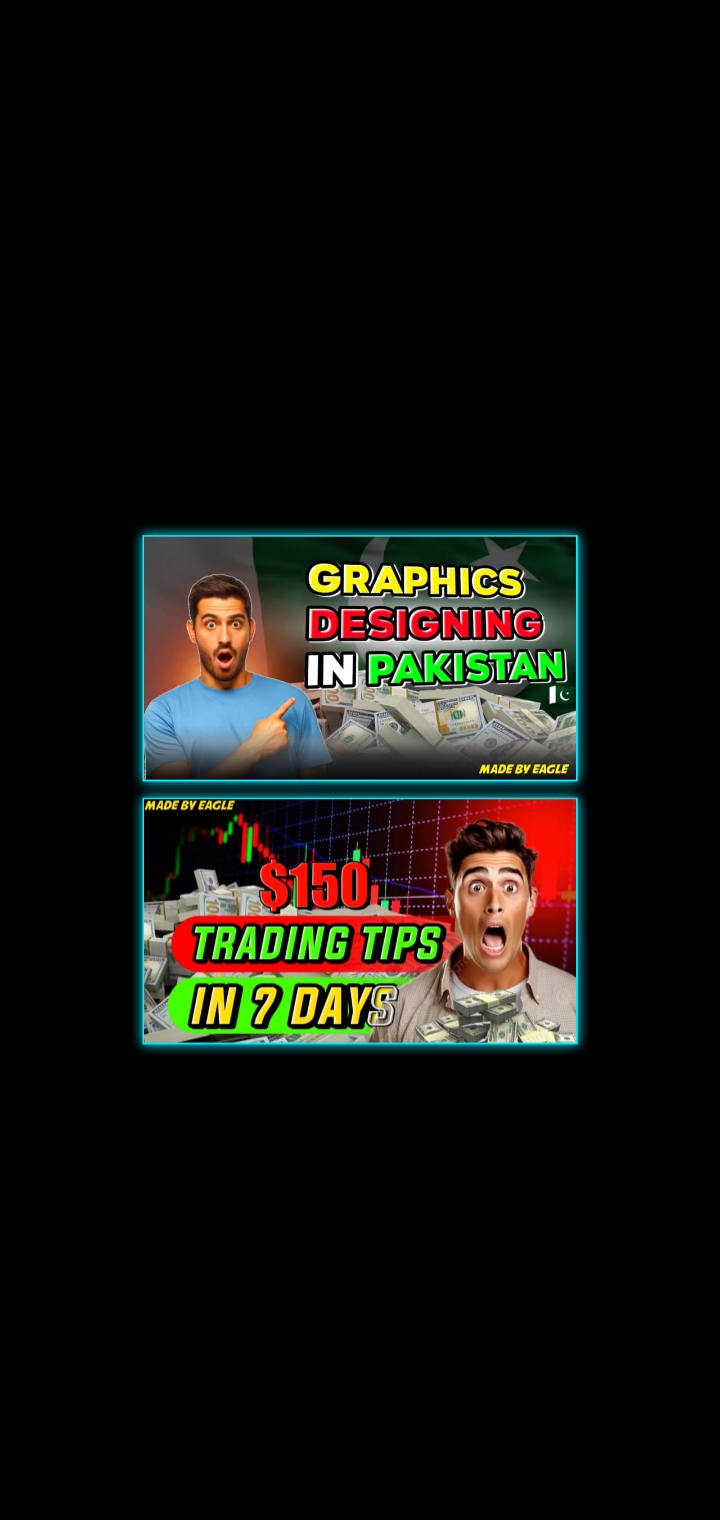 GRAPHICS
DESIGNING
IN PAKISTAN
MADE BY EAGLE
MADE BY EAGLE
$150
TRADING TIPS
IN 7 DAYS